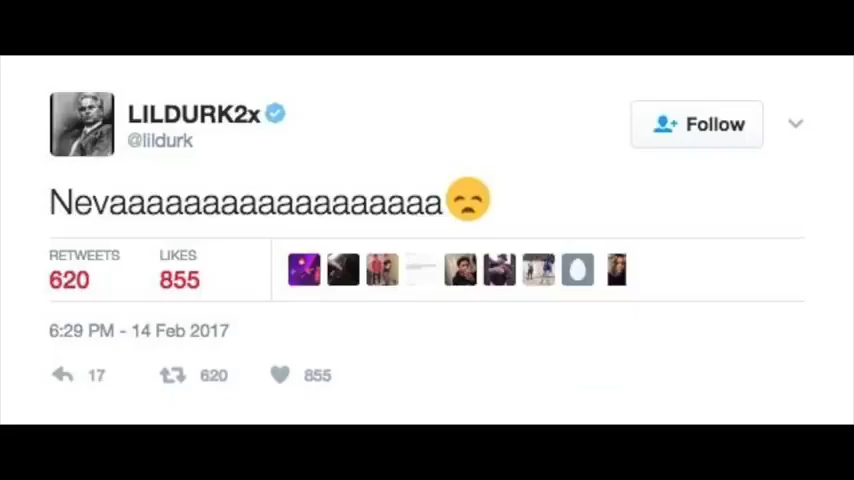 LILDURK2x
@lildurk
Follow
Nevaaaaaaaaaaaaaaaaaa😞
RETWEETS LIKES
620 855
6:29 PM - 14 Feb 2017
17 620 855